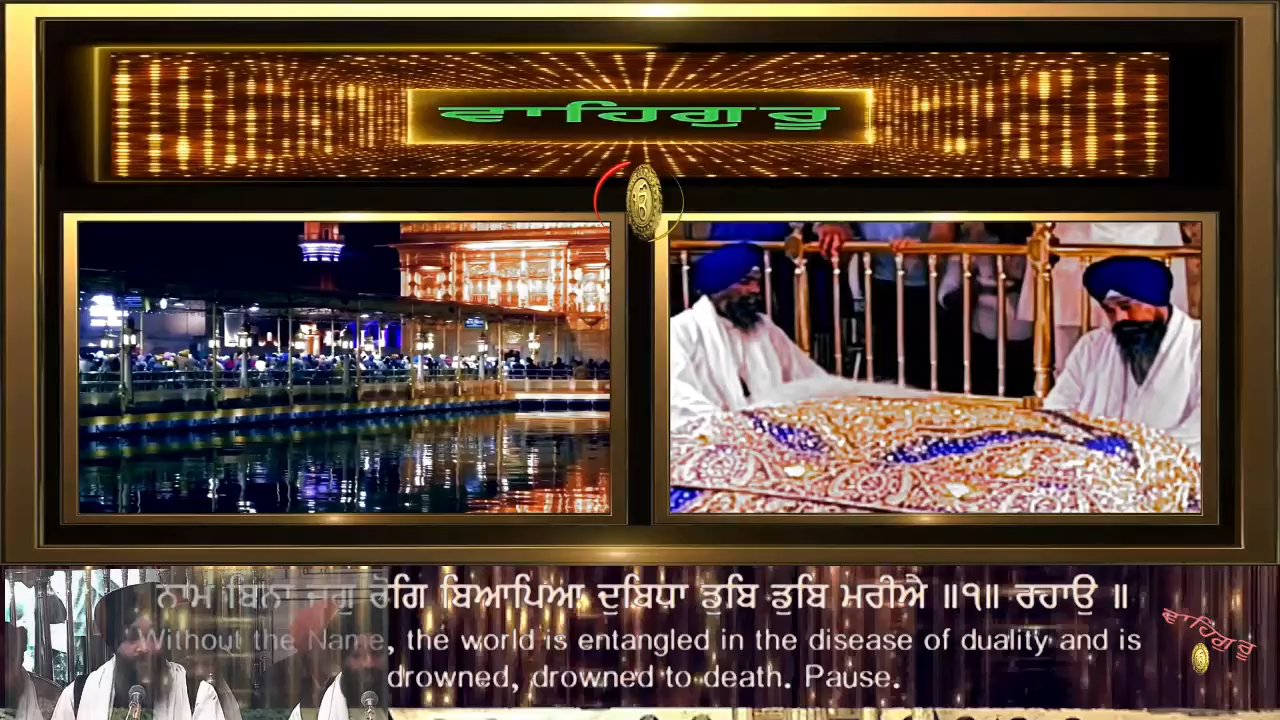 ਵਾਹਿਗੁਰੂ
ੴ
ਨਾਮ ਬਿਨਾ ਜਗੁ ਰੋਗਿ ਬਿਆਪਿਆ ਦੁਬਿਧਾ ਡੁਬਿ ਡੁਬਿ ਮਰੀਐ ॥੧॥ ਰਹਾਉ ॥
Without the Name, the world is entangled in the disease of duality and is
drowned, drowned to death. Pause.
ਵਾਹਿਗੁਰੂ